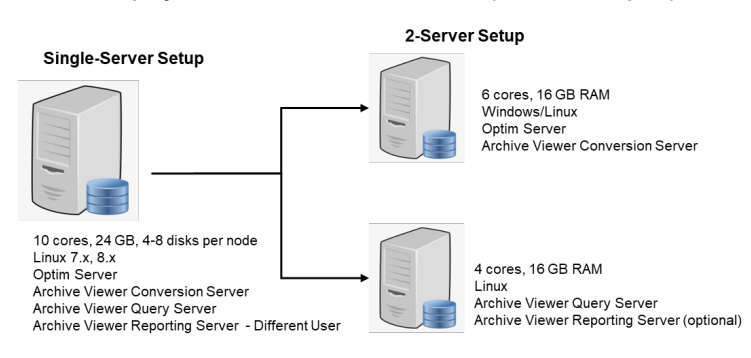 2-Server Setup
Single-Server Setup
6 cores, 16 GB RAM
Windows/Linux
Optim Server
Archive Viewer Conversion Server
10 cores, 24 GB, 4-8 disks per node
Linux 7.x, 8.x
Optim Server
Archive Viewer Conversion Server
Archive Viewer Query Server
Archive Viewer Reporting Server - Different User
4 cores, 16 GB RAM
Linux
Archive Viewer Query Server
Archive Viewer Reporting Server (optional)